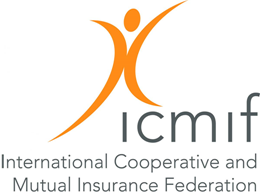 icmif
International Cooperative and
Mutual Insurance Federation